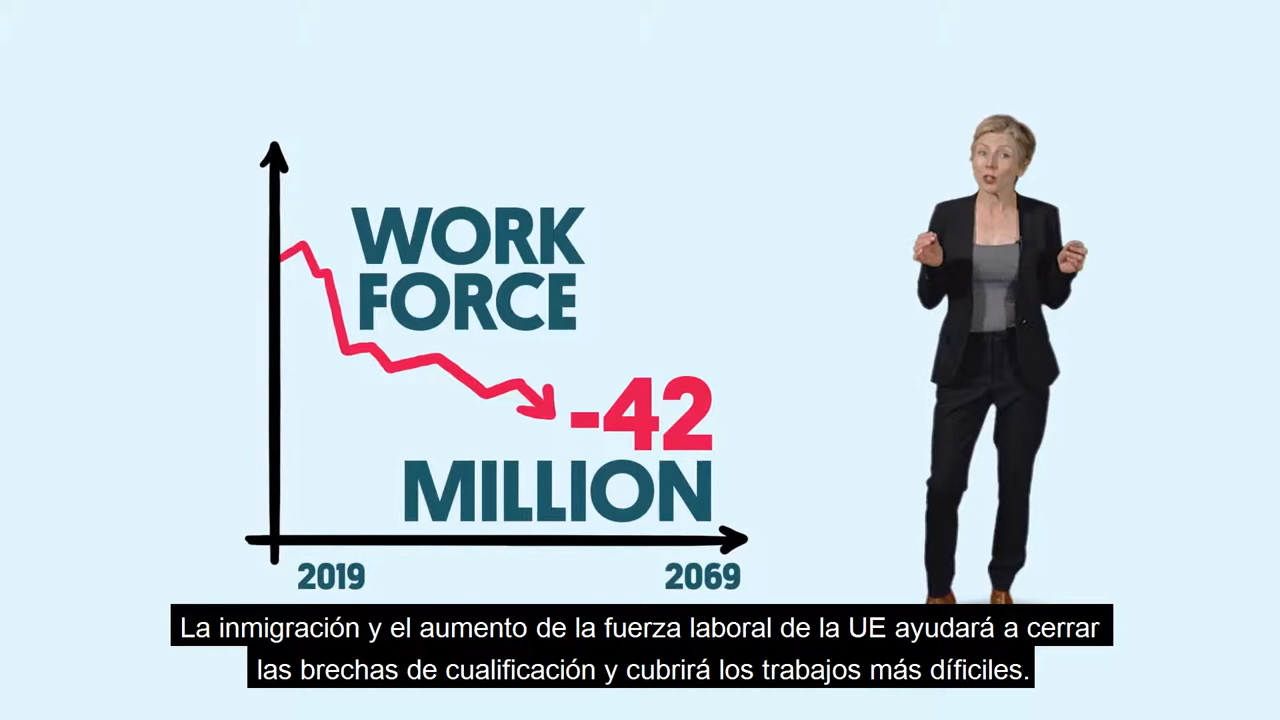 WORK
FORCE
-42
MILLION
2019 2069
La inmigración y el aumento de la fuerza laboral de la UE ayudará a cerrar
las brechas de cualificación y cubrirá los trabajos más díficiles.